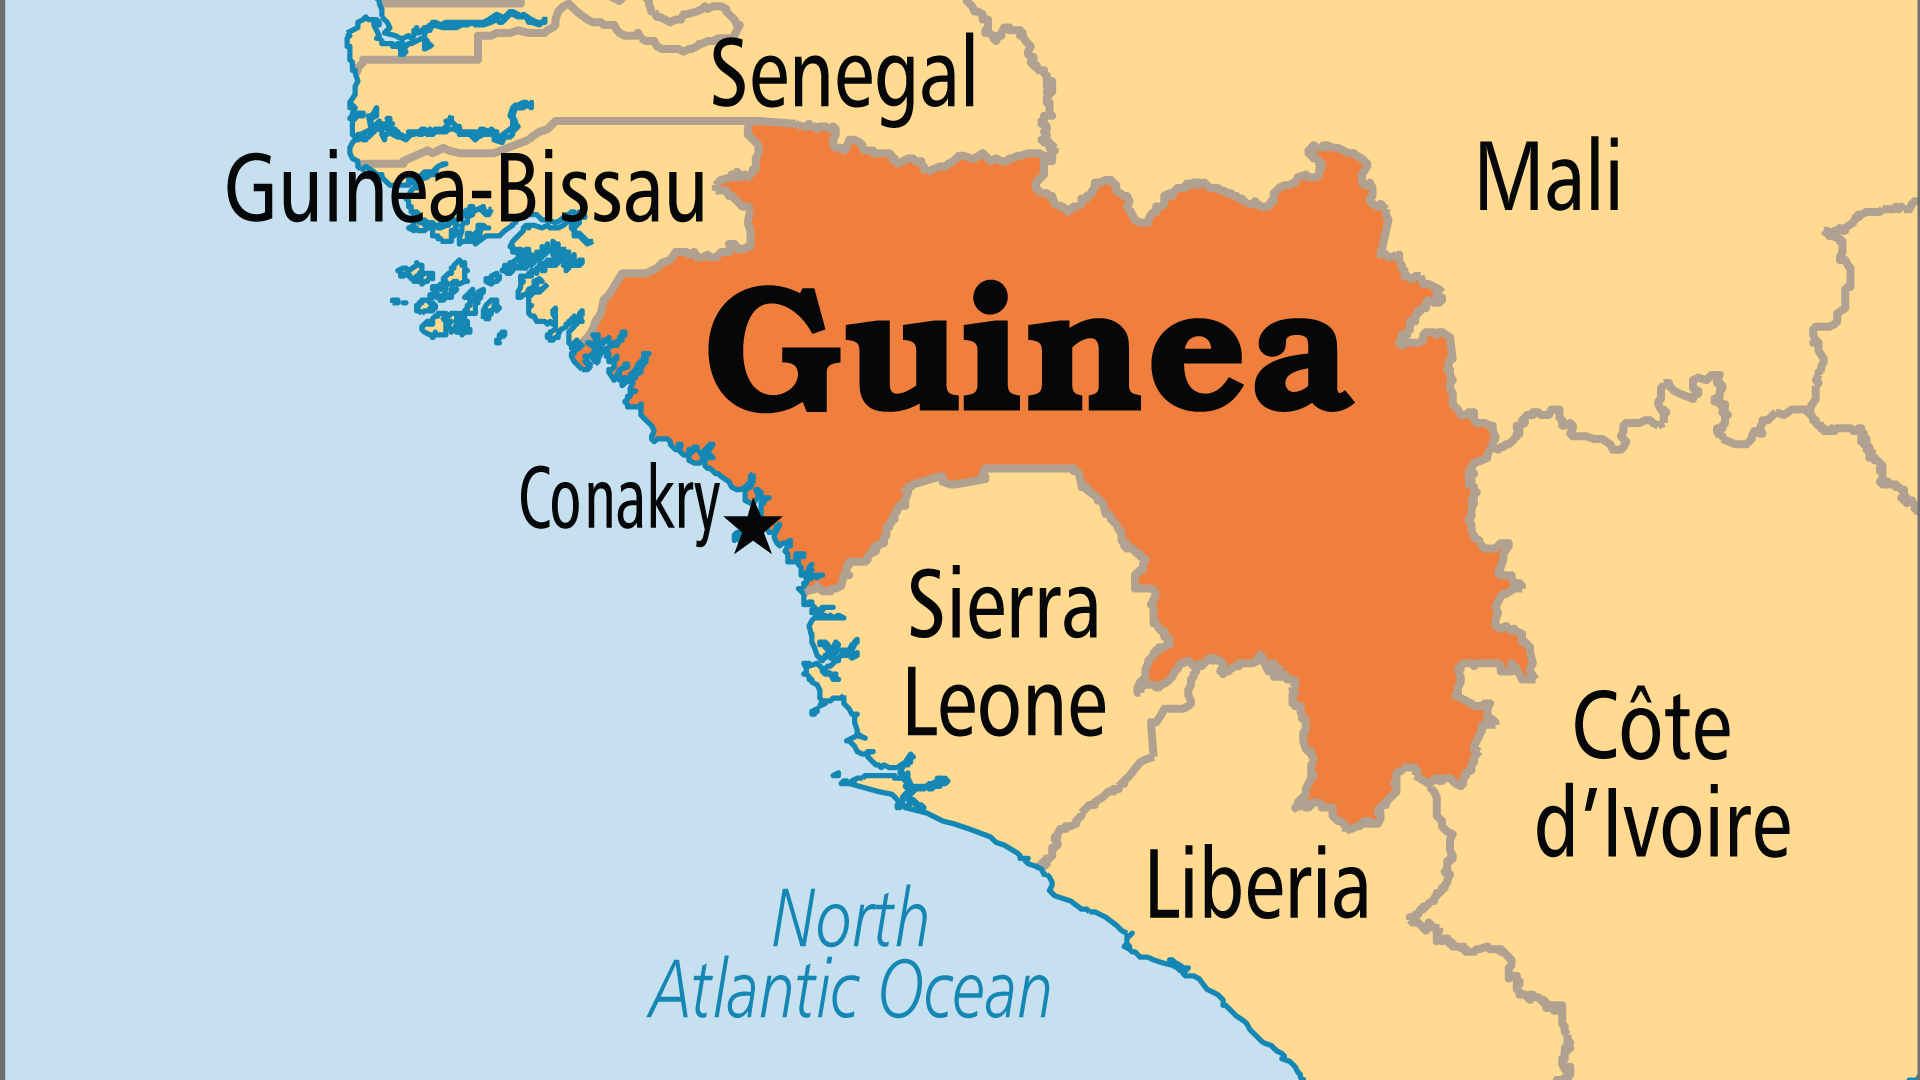 Senegal
Mali
Guinea-Bissau
Guinea
Conakry
Sierra
Leone
Côte
d’Ivoire
Liberia
North
Atlantic Ocean